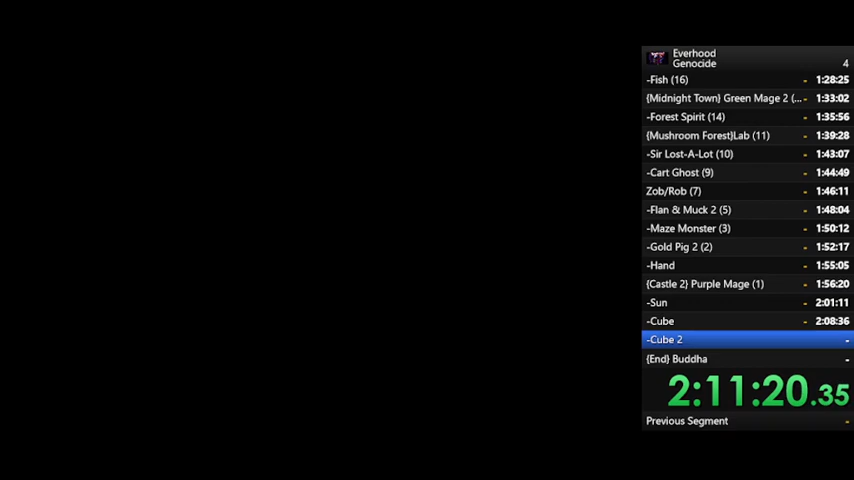 Everhood
Genocide 4
-Fish (16) - 1:28:25
{Midnight Town} Green Mage 2 (... - 1:33:02
-Forest Spirit (14) - 1:35:56
{Mushroom Forest}Lab (11) - 1:39:28
-Sir Lost-A-Lot (10) - 1:43:07
-Cart Ghost (9) - 1:44:49
Zob/Rob (7) - 1:46:11
-Flan & Muck 2 (5) - 1:48:04
-Maze Monster (3) - 1:50:12
-Gold Pig 2 (2) - 1:52:17
-Hand - 1:55:05
{Castle 2} Purple Mage (1) - 1:56:20
-Sun - 2:01:11
-Cube - 2:08:36
-Cube 2 -
{End} Buddha -
2:11:20.35
Previous Segment -